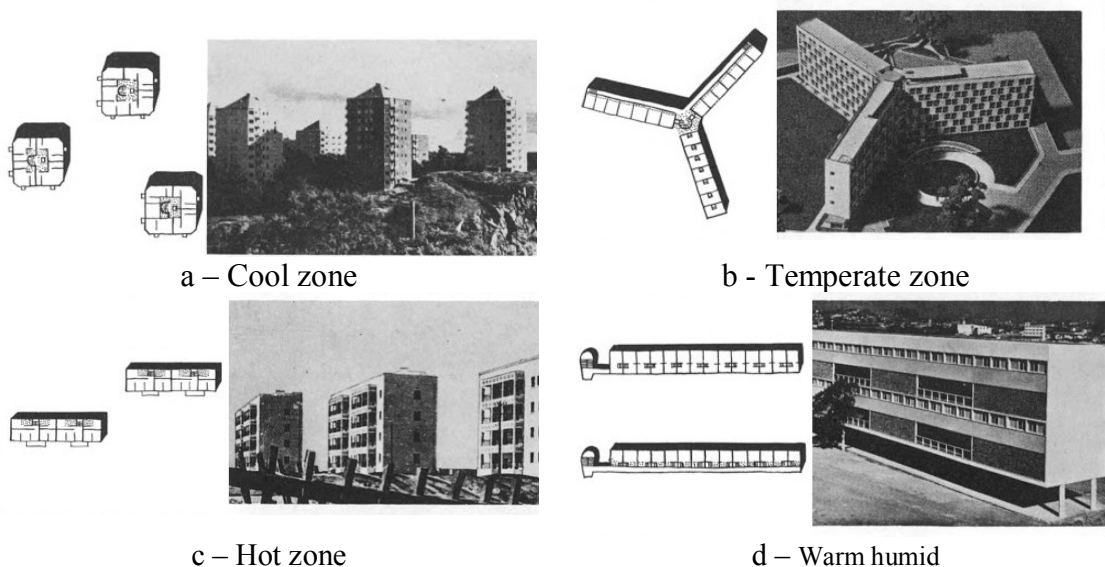 a – Cool zone
b - Temperate zone
c – Hot zone
d – Warm humid